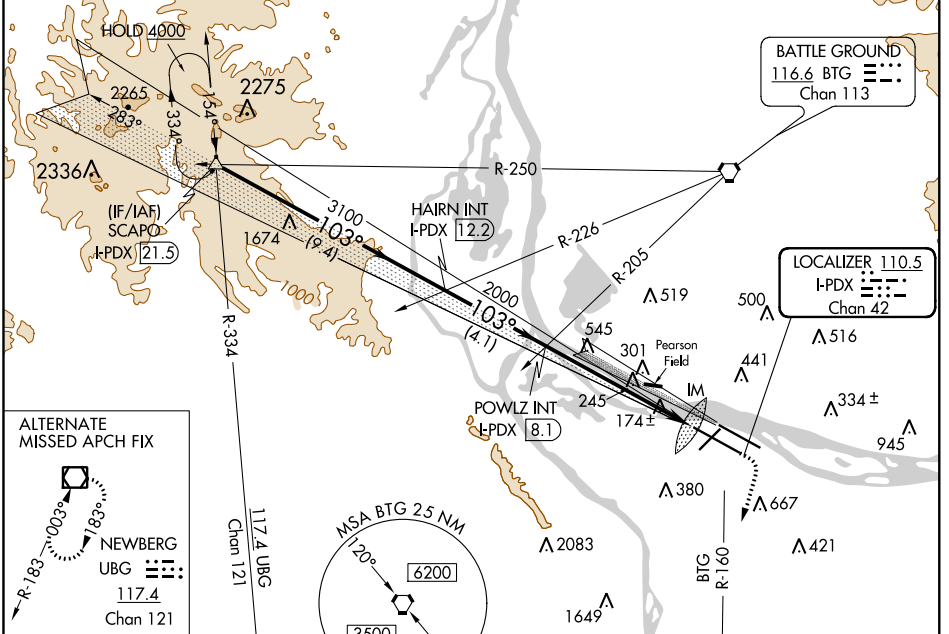 HOLD 4000
2265
283°
334°
154°
2275
2336
(IF/IAF)
SCAPO
I-PDX 21.5
1674
1000
3100
103°
(9.4)
HAIRN INT
I-PDX 12.2
2000
103°
(4.1)
R-250
R-226
R-205
BATTLE GROUND
116.6 BTG
Chan 113
LOCALIZER 110.5
I-PDX
Chan 42
519
500
516
545
301
Pearson
Field
441
245
174±
IM
334±
945
POWLZ INT
I-PDX 8.1
380
667
421
2083
1649
R-334
117.4 UBG
Chan 121
BTG
R-160
ALTERNATE
MISSED APCH FIX
003°
183°
R-183
NEWBERG
UBG
117.4
Chan 121
MSA BTG 25 NM
120°
6200
3500